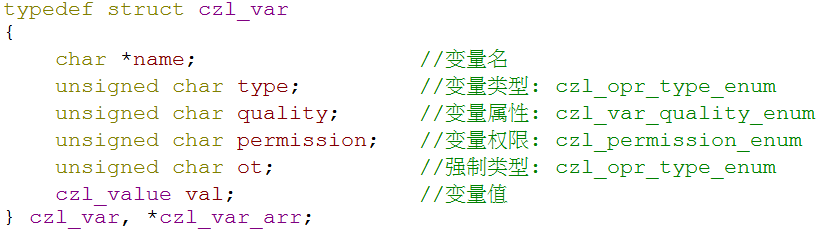 typedef struct czl_var
{
    char *name;                 //变量名
    unsigned char type;         //变量类型: czl_opr_type_enum
    unsigned char quality;      //变量属性: czl_var_quality_enum
    unsigned char permission;   //变量权限: czl_permission_enum
    unsigned char ot;           //强制类型: czl_opr_type_enum
    czl_value val;              //变量值
} czl_var, *czl_var_arr;